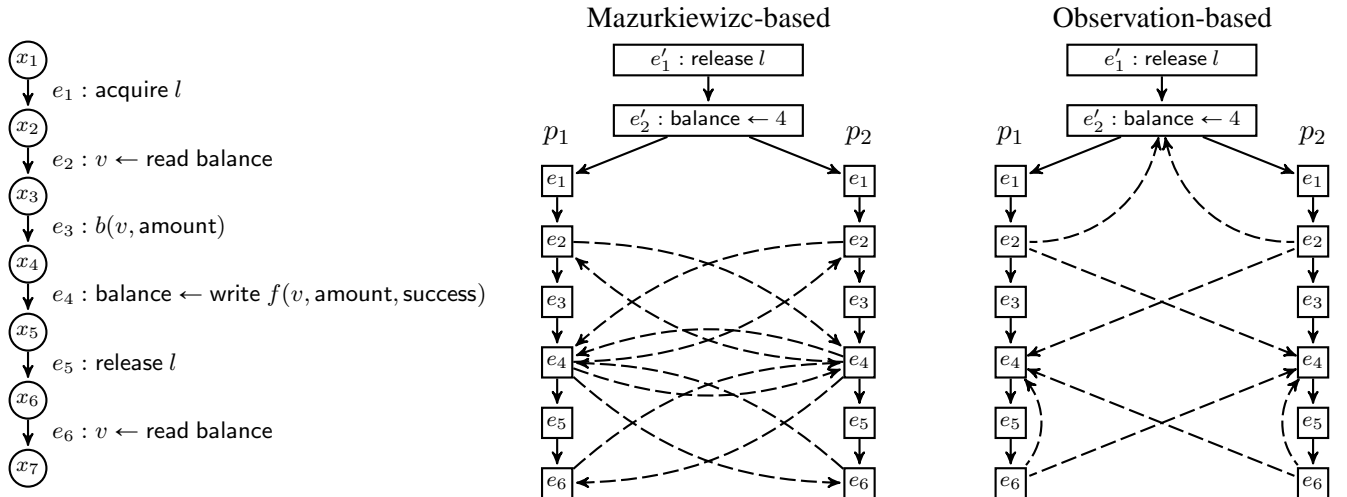 x1
e1 : acquire l
x2
e2 : v ← read balance
x3
e3 : b(v, amount)
x4
e4 : balance ← write f(v, amount, success)
x5
e5 : release l
x6
e6 : v ← read balance
x7
Mazurkiewizc-based
e′1 : release l
e′2 : balance ← 4
p1 p2
e1 e1
e2 e2
e3 e3
e4 e4
e5 e5
e6 e6
Observation-based
e′1 : release l
e′2 : balance ← 4
p1 p2
e1 e1
e2 e2
e3 e3
e4 e4
e5 e5
e6 e6